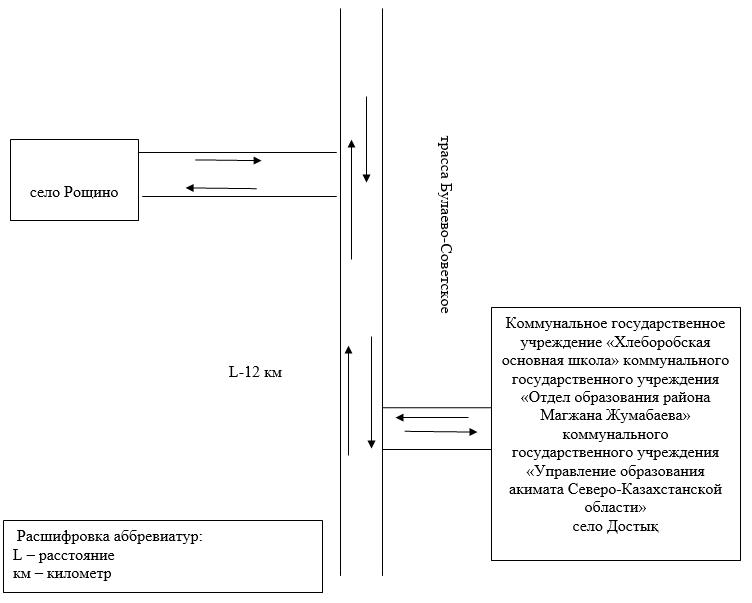 село Рощино
трасса Булаево-Советское
L-12 км
Коммунальное государственное
учреждение «Хлеборобская
основная школа» коммунального
государственного учреждения
«Отдел образования района
Магжана Жумабаева»
коммунального
государственного учреждения
«Управление образования
акимата Северо-Казахстанской
области»
село Достық
Расшифровка аббревиатур:
L – расстояние
км – километр